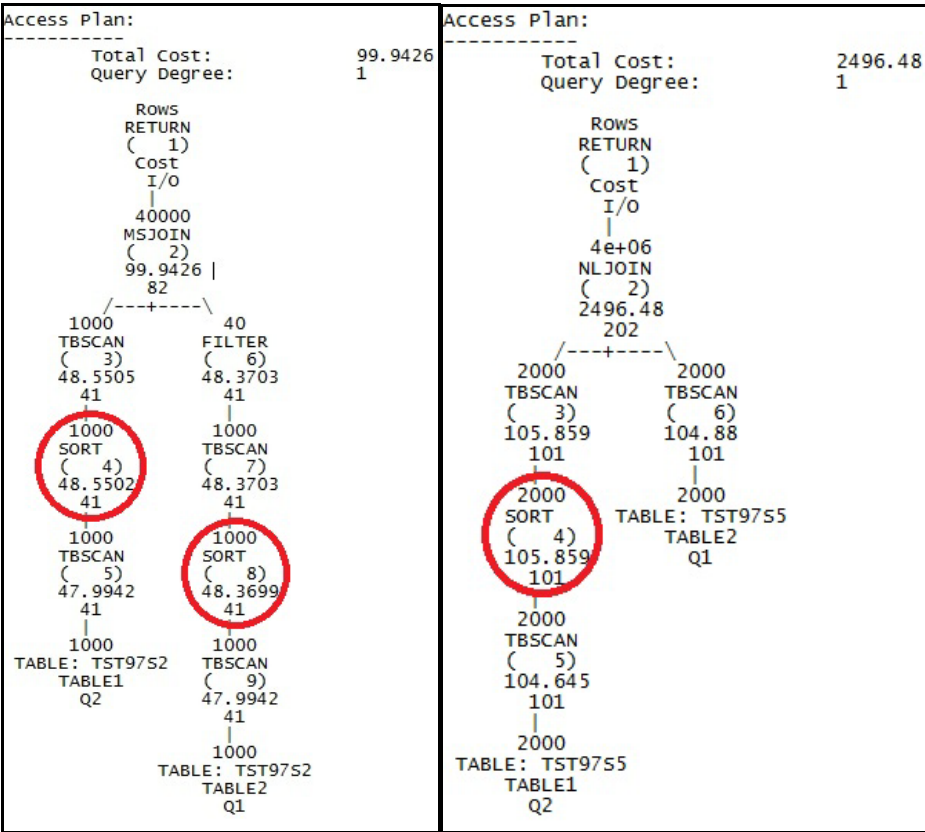 Access Plan:
-----------
Total Cost: 99.9426
Query Degree: 1
Rows
RETURN
( 1)
Cost
I/O
|
40000
MSJOIN
( 2)
99.9426 |
82
/---+----\
1000 40
TBSCAN FILTER
( 3) ( 6)
48.5505 48.3703
41 41
| |
1000 1000
SORT TBSCAN
( 4) ( 7)
48.5502 48.3703
41 41
| |
1000 1000
TBSCAN SORT
( 5) ( 8)
47.9942 48.3699
41 41
| |
1000 1000
TABLE: TST97S2 TBSCAN
TABLE1 ( 9)
Q2 47.9942
41
|
1000
TABLE: TST97S2
TABLE2
Q1
Access Plan:
-----------
Total Cost: 2496.48
Query Degree: 1
Rows
RETURN
( 1)
Cost
I/O
|
4e+06
NLJOIN
( 2)
2496.48
202
/---+----\
2000 2000
TBSCAN TBSCAN
( 3) ( 6)
105.859 104.88
101 101
| |
2000 2000
SORT TABLE: TST97S5
( 4) TABLE2
105.859 Q1
101
|
2000
TBSCAN
( 5)
104.645
101
|
2000
TABLE: TST97S5
TABLE1
Q2